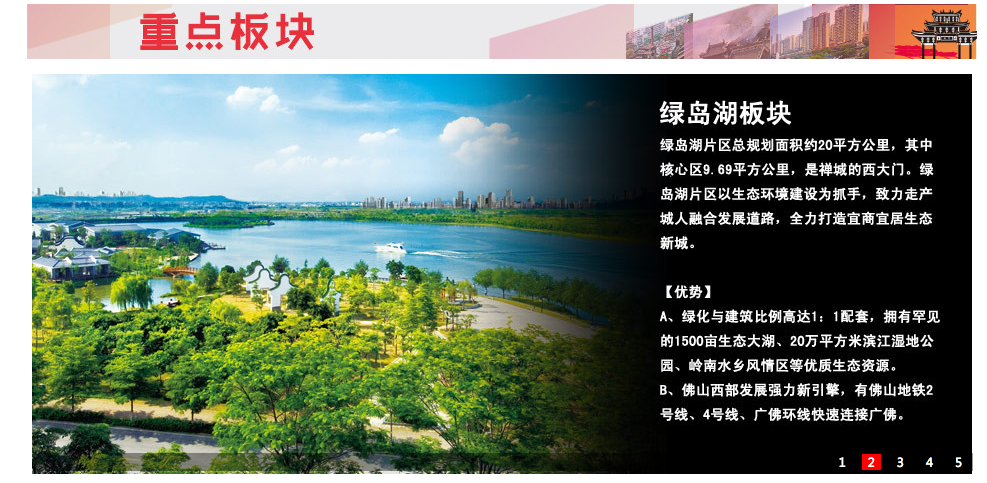 重点板块
绿岛湖板块
绿岛湖片区总规划面积约20平方公里，其中
核心区9.69平方公里，是禅城的西大门。绿
岛湖片区以生态环境建设为抓手，致力走产
城人融合发展道路，全力打造宜商宜居生态
新城。
【优势】
A、绿化与建筑比例高达1：1配套，拥有罕见
的1500亩生态大湖、20万平方米滨江湿地公
园、岭南水乡风情区等优质生态资源。
B、佛山西部发展强力新引擎，有佛山地铁2
号线、4号线、广佛环线快速连接广佛。
1 2 3 4 5